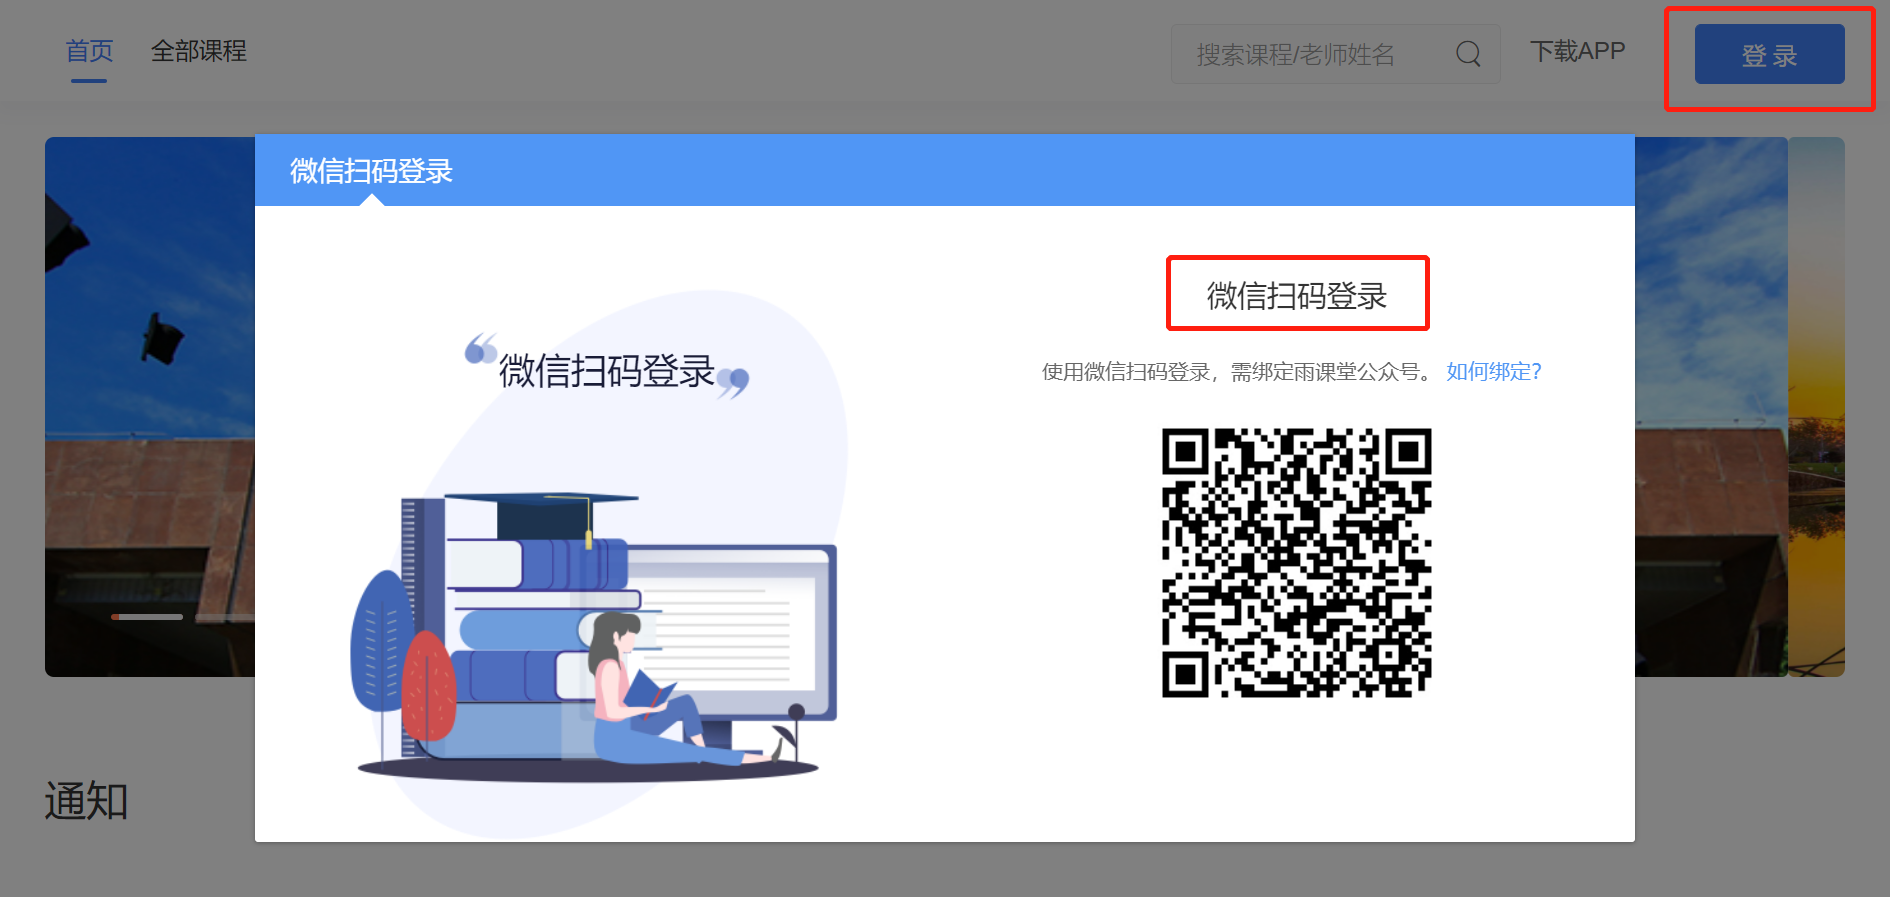 首页 全部课程 搜索课程/老师姓名 下载APP 登录
微信扫码登录
微信扫码登录
使用微信扫码登录，需绑定雨课堂公众号。 如何绑定?
微信扫码登录
通知